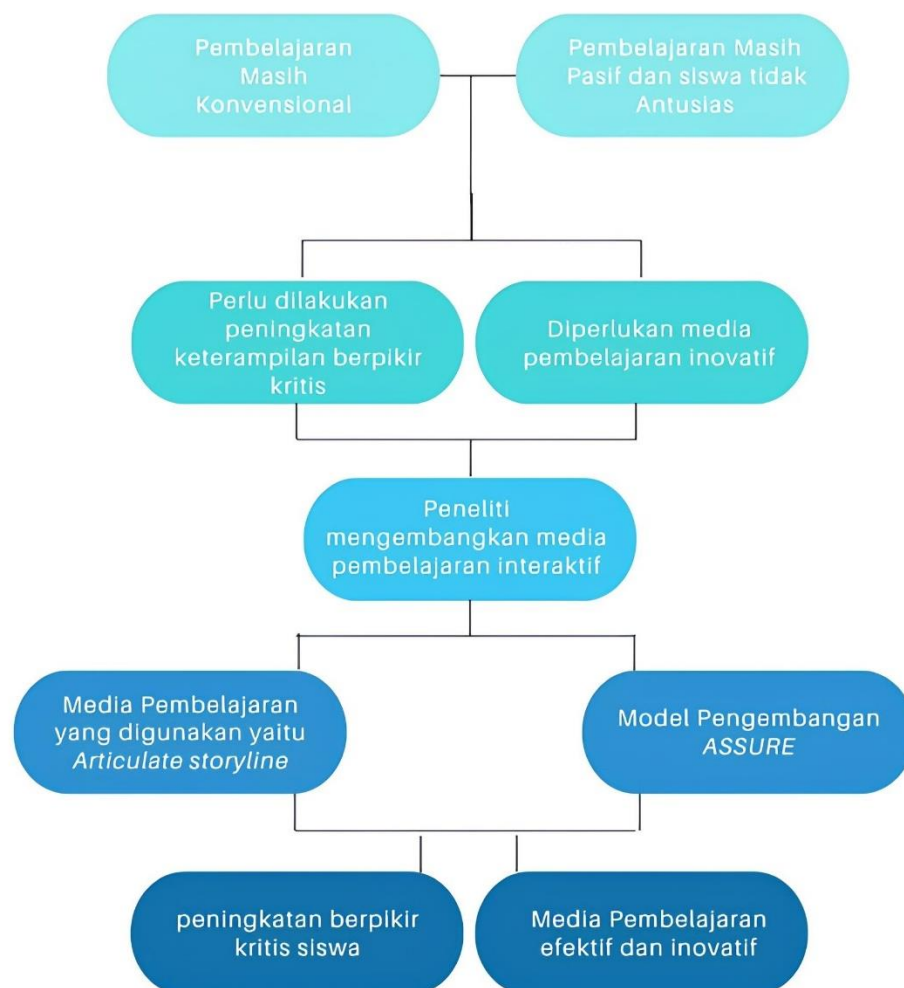 Pembelajaran
Masih
Konvensional
Pembelajaran Masih
Pasif dan siswa tidak
Antusias
Perlu dilakukan
peningkatan
keterampilan berpikir
kritis
Diperlukan media
pembelajaran inovatif
Peneliti
mengembangkan media
pembelajaran interaktif
Media Pembelajaran
yang digunakan yaitu
Articulate storyline
Model Pengembangan
ASSURE
peningkatan berpikir
kritis siswa
Media Pembelajaran
efektif dan inovatif